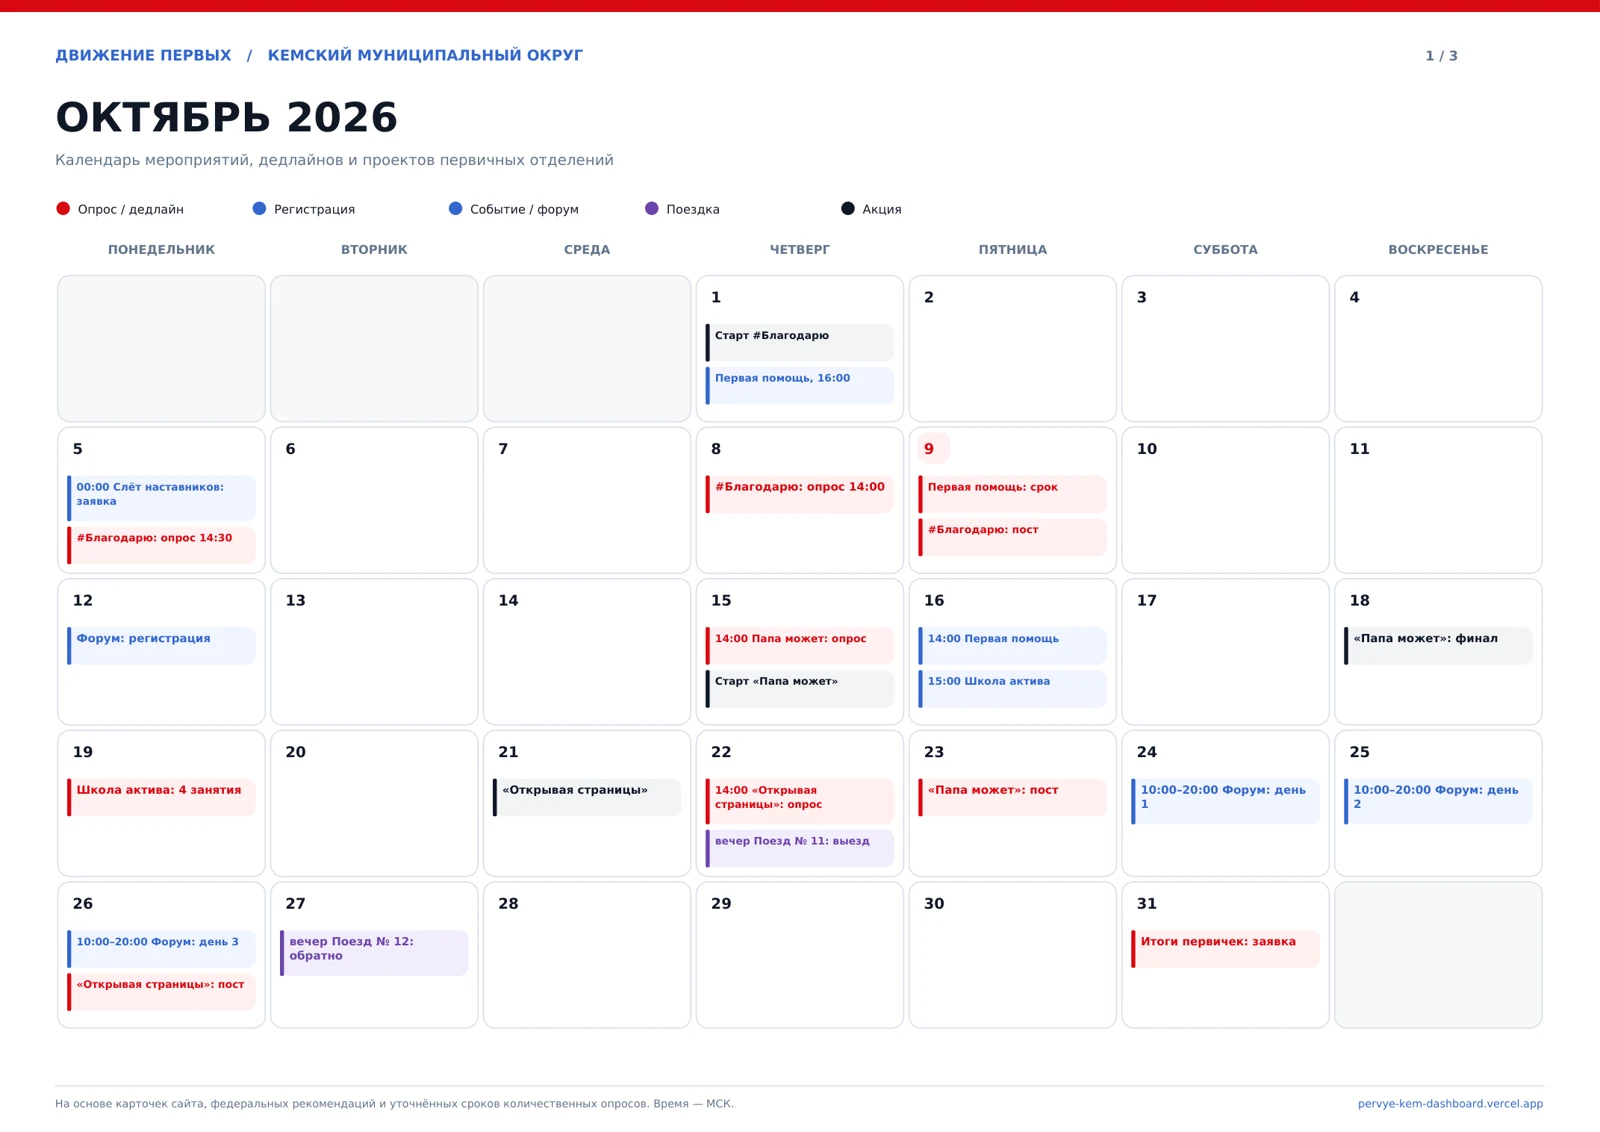 ДВИЖЕНИЕ ПЕРВЫХ / КЕМСКИЙ МУНИЦИПАЛЬНЫЙ ОКРУГ
1 / 3
ОКТЯБРЬ 2026
Календарь мероприятий, дедлайнов и проектов первичных отделений
Опрос / дедлайн
Регистрация
Событие / форум
Поездка
Акция
ПОНЕДЕЛЬНИК
ВТОРНИК
СРЕДА
ЧЕТВЕРГ
ПЯТНИЦА
СУББОТА
ВОСКРЕСЕНЬЕ
1
Старт #Благодарю
Первая помощь, 16:00
2
3
4
5
00:00 Слёт наставников:
заявка
#Благодарю: опрос 14:30
6
7
8
#Благодарю: опрос 14:00
9
Первая помощь: срок
#Благодарю: пост
10
11
12
Форум: регистрация
13
14
15
14:00 Папа может: опрос
Старт «Папа может»
16
14:00 Первая помощь
15:00 Школа актива
17
18
«Папа может»: финал
19
Школа актива: 4 занятия
20
21
«Открывая страницы»
22
14:00 «Открывая
страницы»: опрос
вечер Поезд № 11: выезд
23
«Папа может»: пост
24
10:00–20:00 Форум: день
1
25
10:00–20:00 Форум: день
2
26
10:00–20:00 Форум: день 3
«Открывая страницы»: пост
27
вечер Поезд № 12:
обратно
28
29
30
31
Итоги первичек: заявка
На основе карточек сайта, федеральных рекомендаций и уточнённых сроков количественных опросов. Время — МСК.
pervye-kem-dashboard.vercel.app